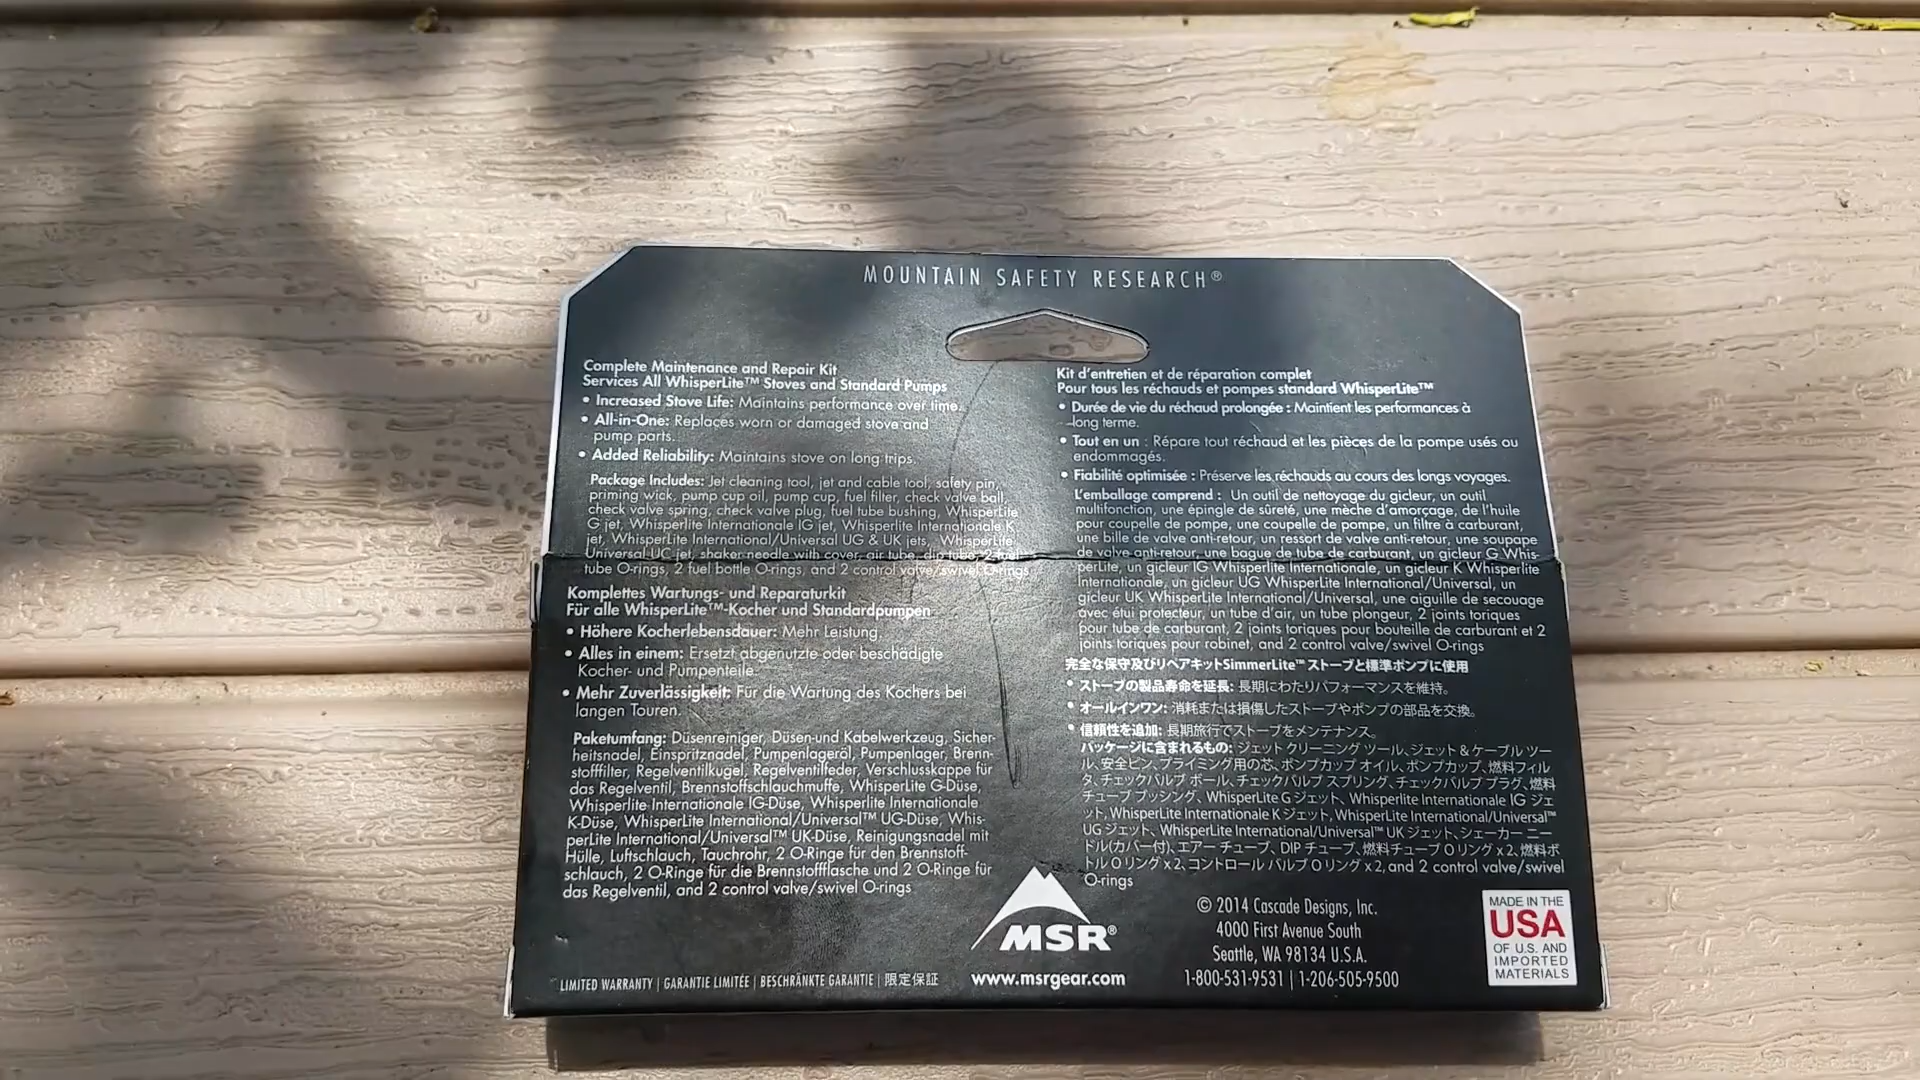 MOUNTAIN SAFETY RESEARCH®
Complete Maintenance and Repair Kit
Services All WhisperLite™ Stoves and Standard Pumps
• Increased Stove Life: Maintains performance over time.
• All-in-One: Replaces worn or damaged stove and
pump parts.
• Added Reliability: Maintains stove on long trips.
Package Includes: Jet cleaning tool, jet and cable tool, safety pin,
priming wick, pump cup oil, pump cup, fuel filter, check valve ball,
check valve spring, check valve plug, fuel tube bushing, WhisperLite
G jet, Whisperlite Internationale IG jet, Whisperlite Internationale K
jet, WhisperLite International/Universal UG & UK jets, WhisperLite
Universal UC jet, shaker needle with cover, air tube, dip tube, 2 fuel
tube O-rings, 2 fuel bottle O-rings, and 2 control valve/swivel O-rings
Komplettes Wartungs- und Reparaturkit
Für alle WhisperLite™-Kocher und Standardpumpen
• Höhere Kocherlebensdauer: Mehr Leistung.
• Alles in einem: Ersetzt abgenützte oder beschädigte
Kocher- und Pumpenteile.
• Mehr Zuverlässigkeit: Für die Wartung des Kochers bei
langen Touren.
Paketumfang: Düsenreiniger, Düsen-und Kabelwerkzeug, Sicher-
heitsnadel, Einspritznadel, Pumpenlageröl, Pumpenlager, Brenn-
stofffilter, Regelventilkugel, Regelventilfeder, Verschlusskappe für
das Regelventil, Brennstoffschlauchmuffe, WhisperLite G-Düse,
Whisperlite Internationale IG-Düse, Whisperlite Internationale
K-Düse, WhisperLite International/Universal™ UG-Düse, Whis-
perLite International/Universal™ UK-Düse, Reinigungsnadel mit
Hülle, Luftschlauch, Tauchrohr, 2 O-Ringe für den Brennstoff-
schlauch, 2 O-Ringe für die Brennstoffflasche und 2 O-Ringe für
das Regelventil, and 2 control valve/swivel O-rings
Kit d'entretien et de réparation complet
Pour tous les réchauds et pompes standard WhisperLite™
• Durée de vie du réchaud prolongée : Maintient les performances à
long terme.
• Tout en un : Répare tout réchaud et les pièces de la pompe usés ou
endommagés.
• Fiabilité optimisée : Préserve les réchauds au cours des longs voyages.
L'emballage comprend : Un outil de nettoyage du gicleur, un outil
multifonction, une épingle de sûreté, une mèche d'amorçage, de l'huile
pour coupelle de pompe, une coupelle de pompe, un filtre à carburant,
une bille de valve anti-retour, un ressort de valve anti-retour, une soupape
de valve anti-retour, une bague de tube de carburant, un gicleur G Whis-
perLite, un gicleur IG Whisperlite Internationale, un gicleur K Whisperlite
Internationale, un gicleur UG WhisperLite International/Universal, un
gicleur UK WhisperLite International/Universal, une aiguille de secouage
avec étui protecteur, un tube d'air, un tube plongeur, 2 joints toriques
pour tube de carburant, 2 joints toriques pour bouteille de carburant et 2
joints toriques pour robinet, and 2 control valve/swivel O-rings
完全な保守及びリペアキットSimmerLite™ ストーブと標準ポンプに使用
• ストーブの製品寿命を延長: 長期にわたりパフォーマンスを維持。
• オールインワン: 消耗または損傷したストーブやポンプの部品を交換。
• 信頼性を追加: 長期旅行でストーブをメンテナンス。
パッケージに含まれるもの: ジェット クリーニング ツール、ジェット & ケーブル ツー
ル、安全ピン、プライミング用の芯、ポンプカップ オイル、ポンプカップ、燃料フィル
タ、チェックバルブ ボール、チェックバルブ スプリング、チェックバルブ プラグ、燃料
チューブ ブッシング、WhisperLite G ジェット、Whisperlite Internationale IG ジェ
ット, Whisperlite Internationale K ジェット, WhisperLite International/Universal™
UG ジェット、WhisperLite International/Universal™ UK ジェット、シェーカー ニー
ドル(カバー付)、エアー チューブ、DIP チューブ、燃料チューブ O リング x 2、燃料ボ
トル O リング x 2、コントロール バルブ O リング x 2, and 2 control valve/swivel
O-rings
MSR®
www.msrgear.com
© 2014 Cascade Designs, Inc.
4000 First Avenue South
Seattle, WA 98134 U.S.A.
1-800-531-9531 | 1-206-505-9500
MADE IN THE
USA
OF U.S. AND
IMPORTED
MATERIALS
LIMITED WARRANTY | GARANTIE LIMITÉE | BESCHRÄNKTE GARANTIE | 限定保証